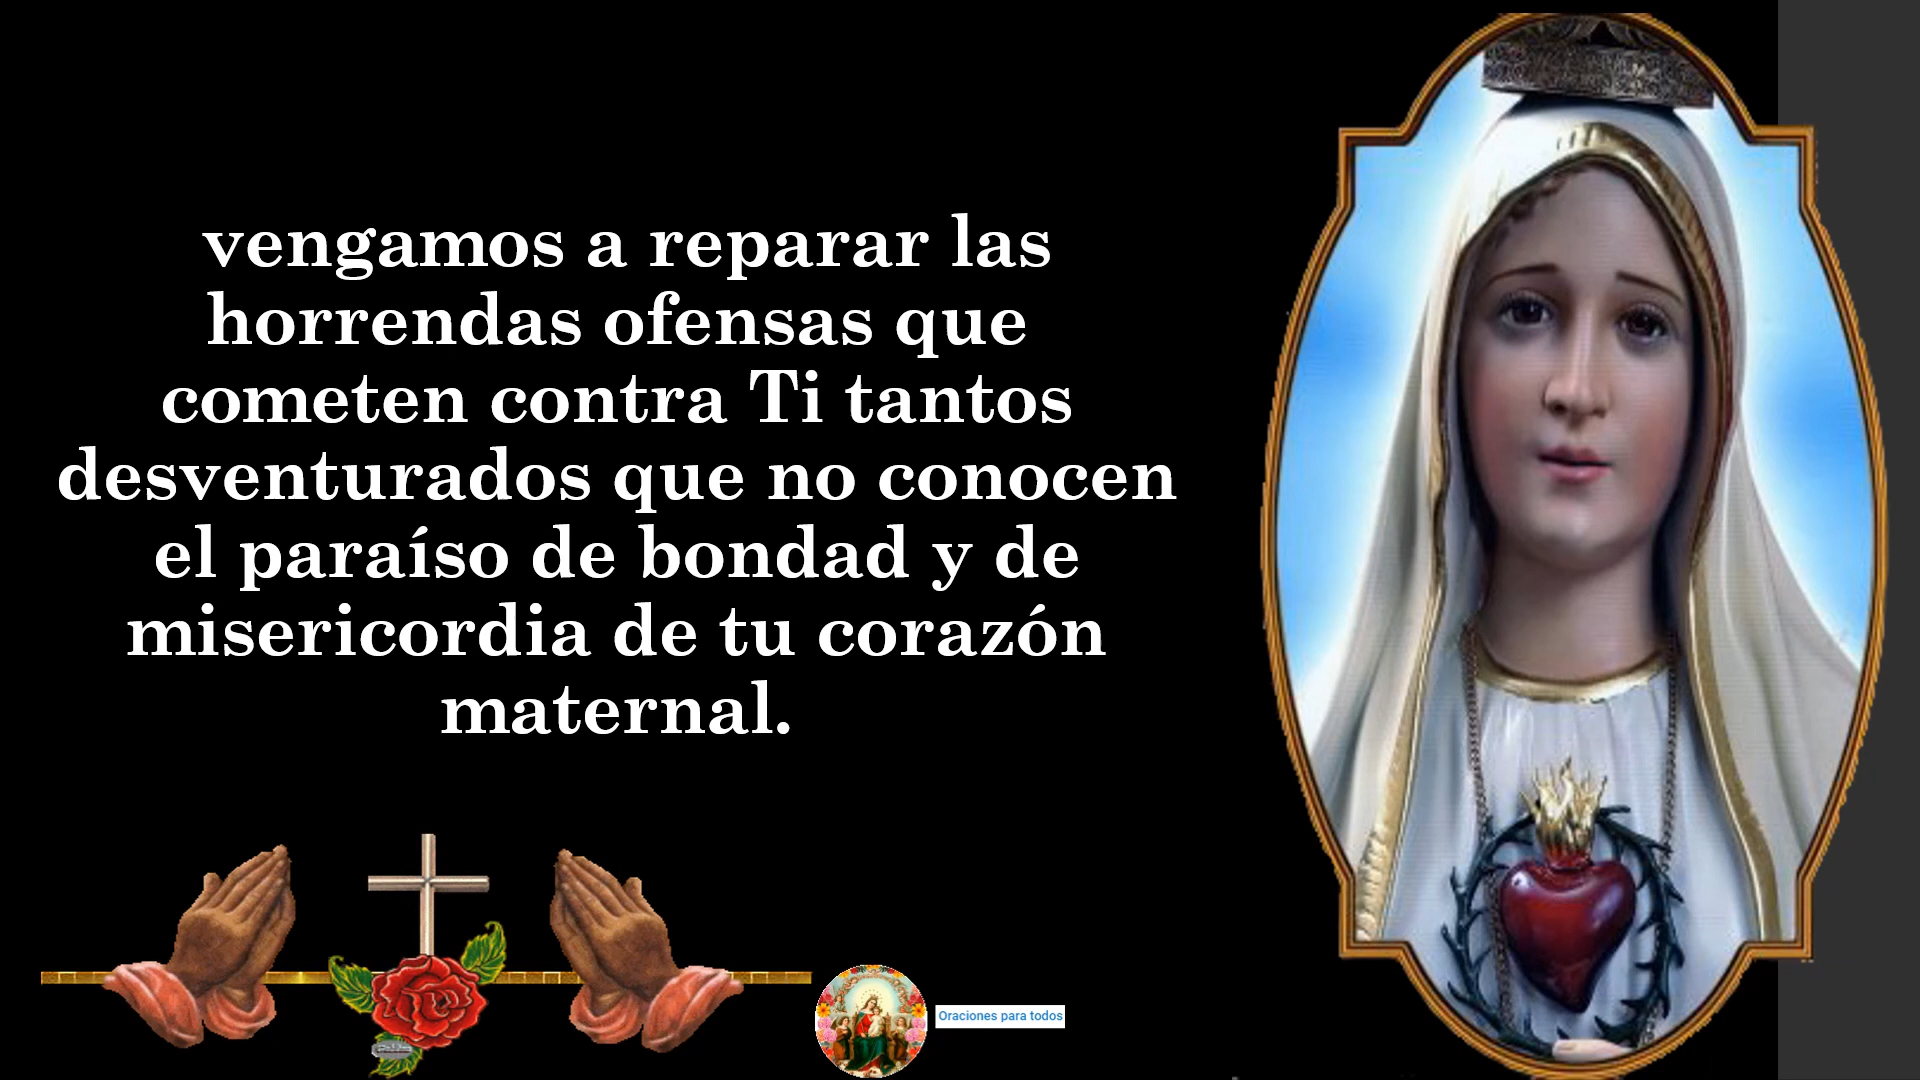 vengamos a reparar las
horrendas ofensas que
cometen contra Ti tantos
desventurados que no conocen
el paraíso de bondad y de
misericordia de tu corazón
maternal.
Oraciones para todos